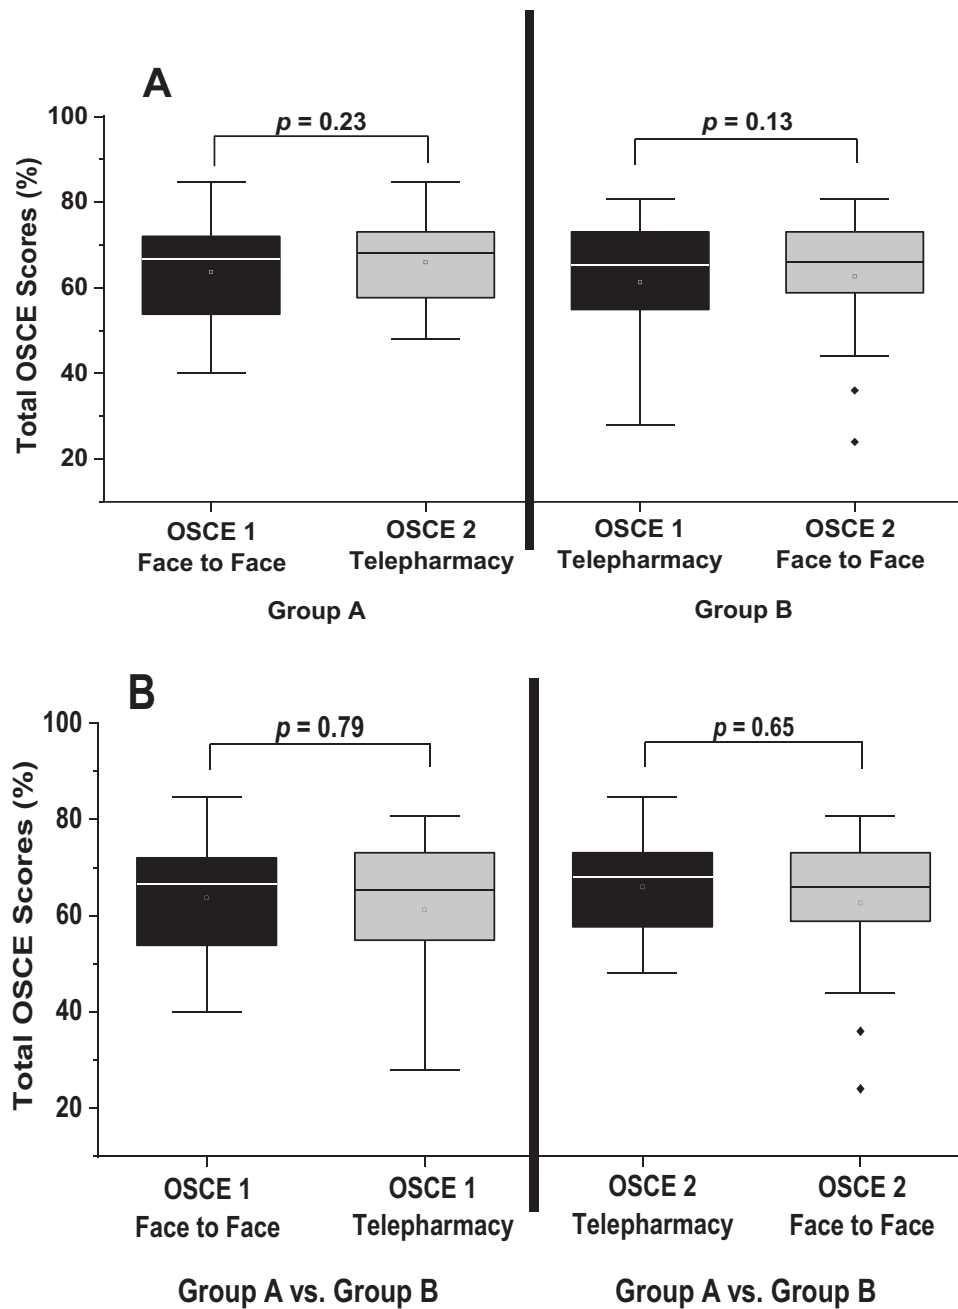 A
p = 0.23
p = 0.13
Total OSCE Scores (%)
100
80
60
40
20
OSCE 1
Face to Face
OSCE 2
Telepharmacy
OSCE 1
Telepharmacy
OSCE 2
Face to Face
Group A
Group B
B
p = 0.79
p = 0.65
Total OSCE Scores (%)
100
80
60
40
20
OSCE 1
Face to Face
OSCE 1
Telepharmacy
OSCE 2
Telepharmacy
OSCE 2
Face to Face
Group A vs. Group B
Group A vs. Group B